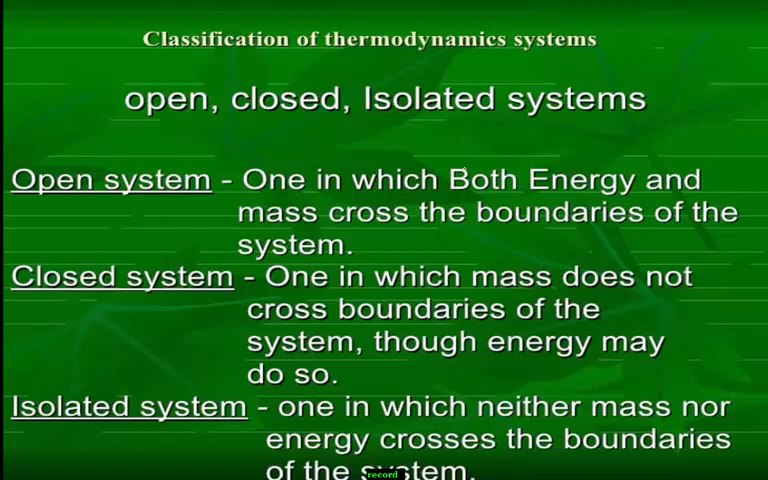 Classification of thermodynamics systems
open, closed, Isolated systems
Open system - One in which Both Energy and
mass cross the boundaries of the
system.
Closed system - One in which mass does not
cross boundaries of the
system, though energy may
do so.
Isolated system - one in which neither mass nor
energy crosses the boundaries
of the system.
record